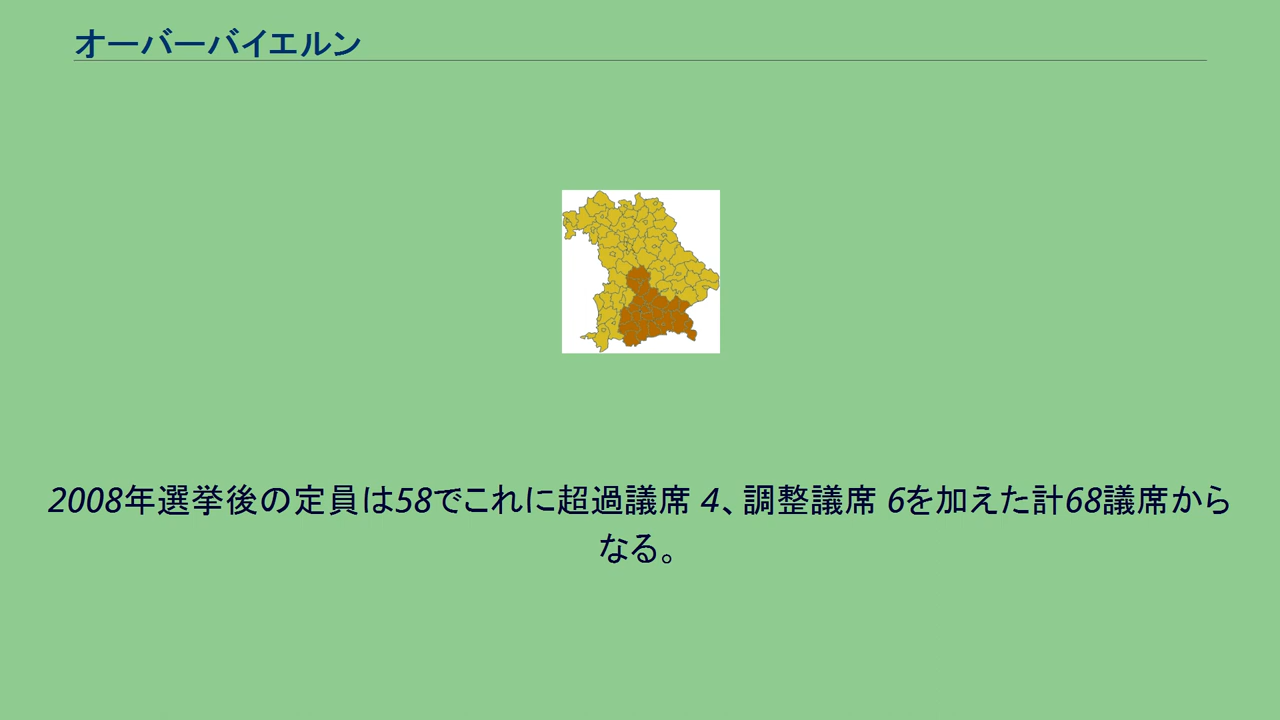 オーバーバイエルン
2008年選挙後の定員は58でこれに超過議席 4、調整議席 6を加えた計68議席から
なる。